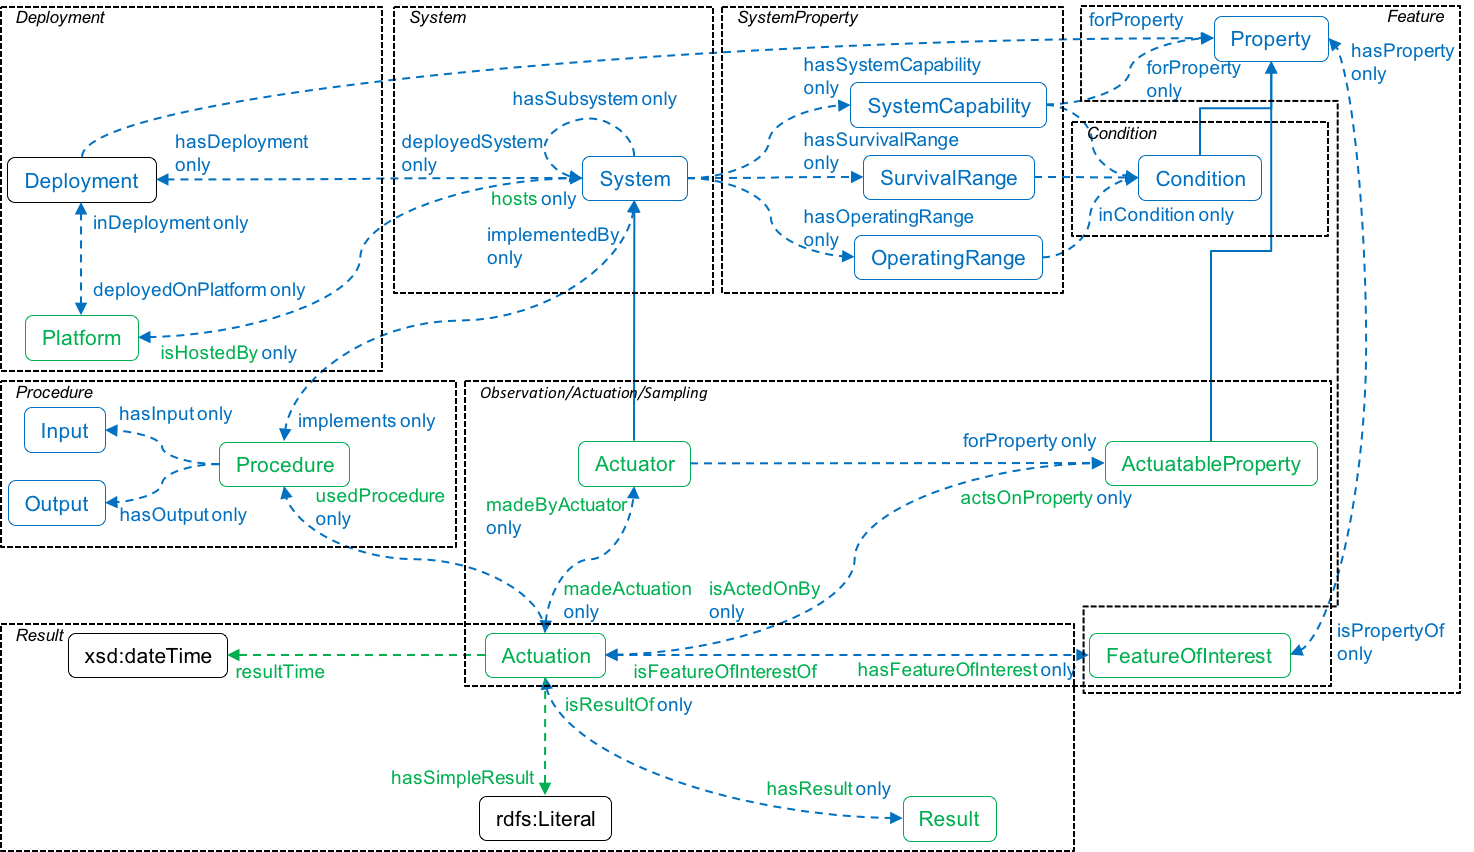 Deployment
System
SystemProperty
Feature
forProperty
Property
hasProperty
only
hasSystemCapability
only
forProperty
only
SystemCapability
hasSubsystem only
Condition
hasDeployment
only
deployedSystem
only
hasSurvivalRange
only
Deployment
System
SurvivalRange
Condition
hosts only
inDeployment only
implementedBy
only
hasOperatingRange
only
inCondition only
OperatingRange
deployedOnPlatform only
Platform
isHostedBy only
Procedure
Observation/Actuation/Sampling
hasInput only
Input
implements only
forProperty only
Procedure
Actuator
ActuatableProperty
Output
hasOutput only
usedProcedure
only
madeByActuator
only
actsOnProperty only
madeActuation
only
isActedOnBy
only
Result
xsd:dateTime
resultTime
Actuation
isFeatureOfInterestOf
hasFeatureOfInterest only
FeatureOfInterest
isPropertyOf
only
isResultOf only
hasSimpleResult
hasResult only
rdfs:Literal
Result